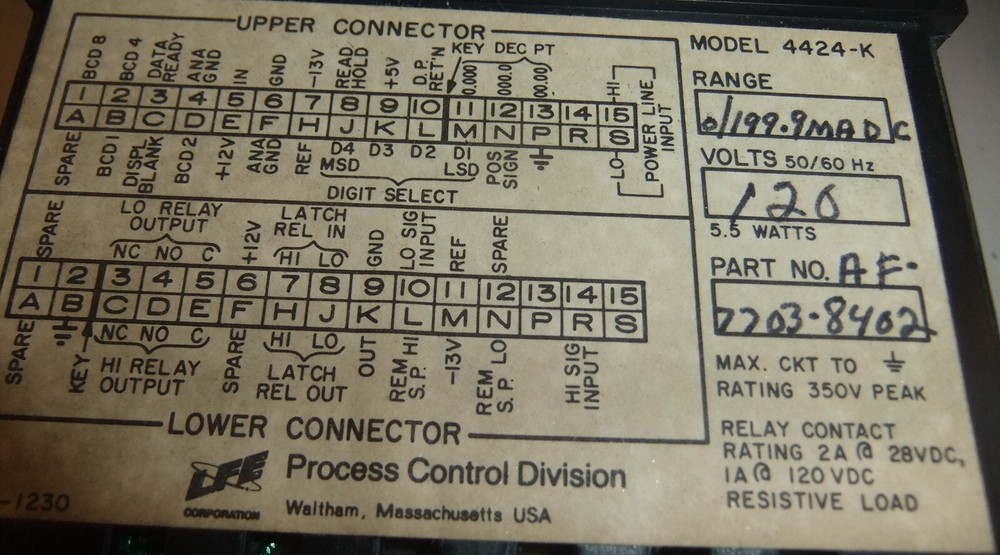 UPPER CONNECTOR
KEY DEC PT
BCD 8
BCD 4
DATA READY
ANA GND
IN
GND
-13V
READ HOLD
+5V
D.P. RET'N
0.000
00.0
00.00
HI
1 2 3 4 5 6 7 8 9 10 11 12 13 14 15
A B C D E F H J K L M N P R S
SPARE
BCD1
DISPL BLANK
BCD2
+12V
ANA GND
REF
D4 MSD
D3
D2
D1 LSD
POS SIGN
LO
POWER LINE INPUT
DIGIT SELECT
SPARE
LO RELAY
OUTPUT
NC NO C
+12V
LATCH
REL IN
HI LO
GND
LO SIG INPUT
REF
SPARE
1 2 3 4 5 6 7 8 9 10 11 12 13 14 15
A B C D E F H J K L M N P R S
SPARE
KEY
NC NO C
HI RELAY
OUTPUT
SPARE
HI LO
LATCH
REL OUT
OUT
REM HI S.P.
-13V
REM LO S.P.
HI SIG INPUT
LOWER CONNECTOR
LFE
CORPORATION
Process Control Division
Waltham, Massachusetts USA
-1230
MODEL 4424-K
RANGE
0/199.9MADC
VOLTS 50/60 Hz
120
5.5 WATTS
PART NO. AF-
7703-8402
MAX. CKT TO
RATING 350V PEAK
RELAY CONTACT
RATING 2A @ 28VDC,
1A @ 120 VDC
RESISTIVE LOAD